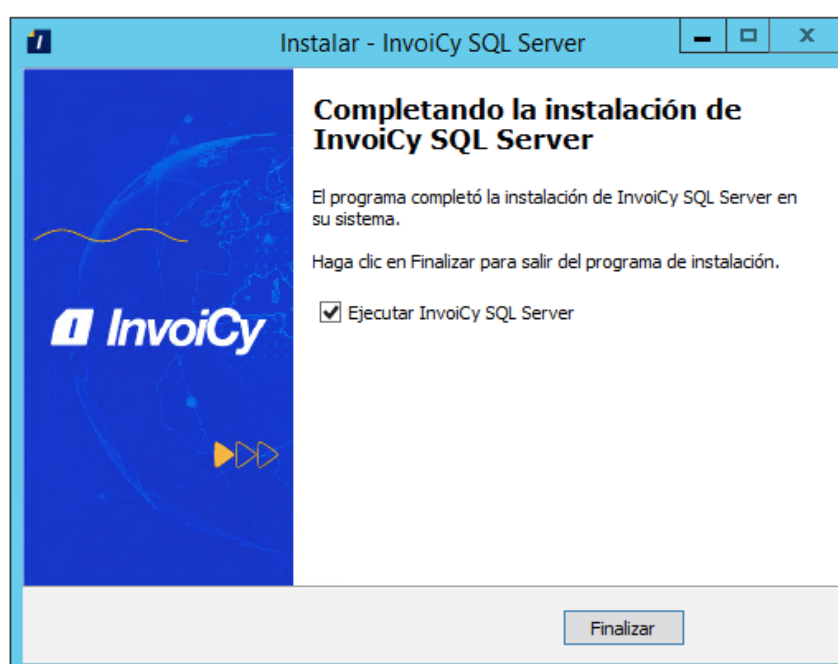 Instalar - InvoiCy SQL Server
Completando la instalación de
InvoiCy SQL Server
El programa completó la instalación de InvoiCy SQL Server en
su sistema.
Haga clic en Finalizar para salir del programa de instalación.
Ejecutar InvoiCy SQL Server
InvoiCy
Finalizar